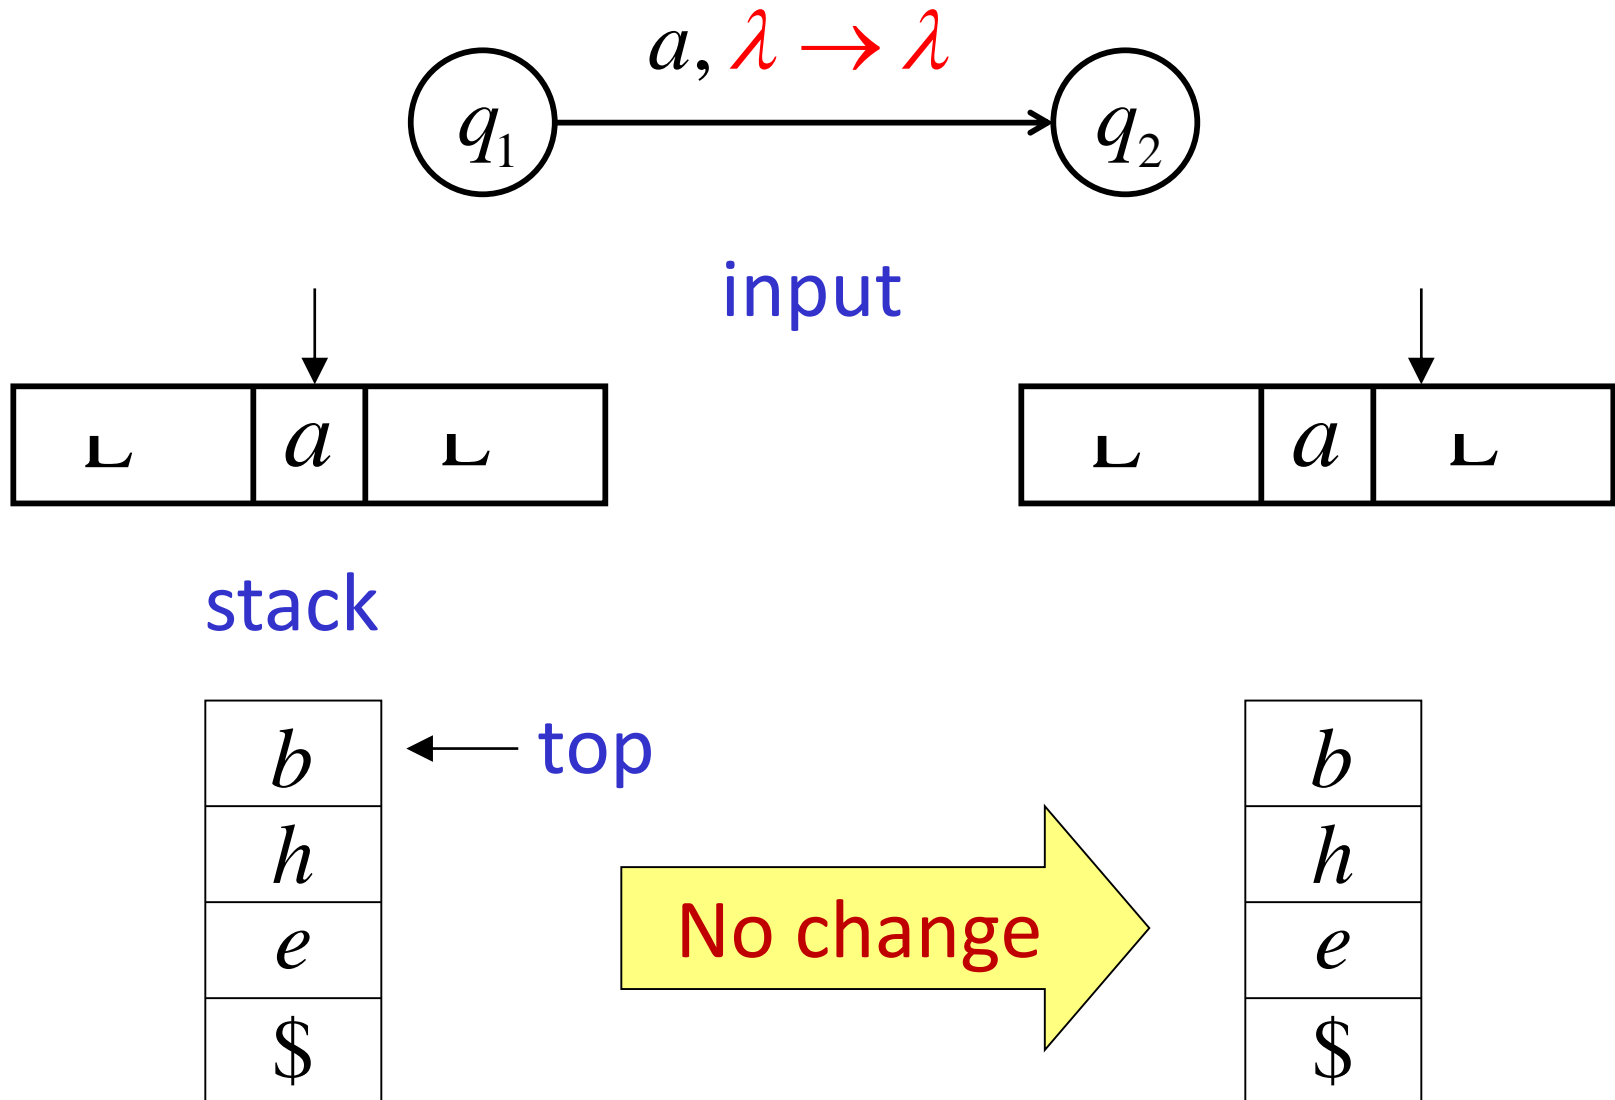 a, λ → λ
q₁ q₂
input
a a
stack
b top b
h h
No change
e e
$ $